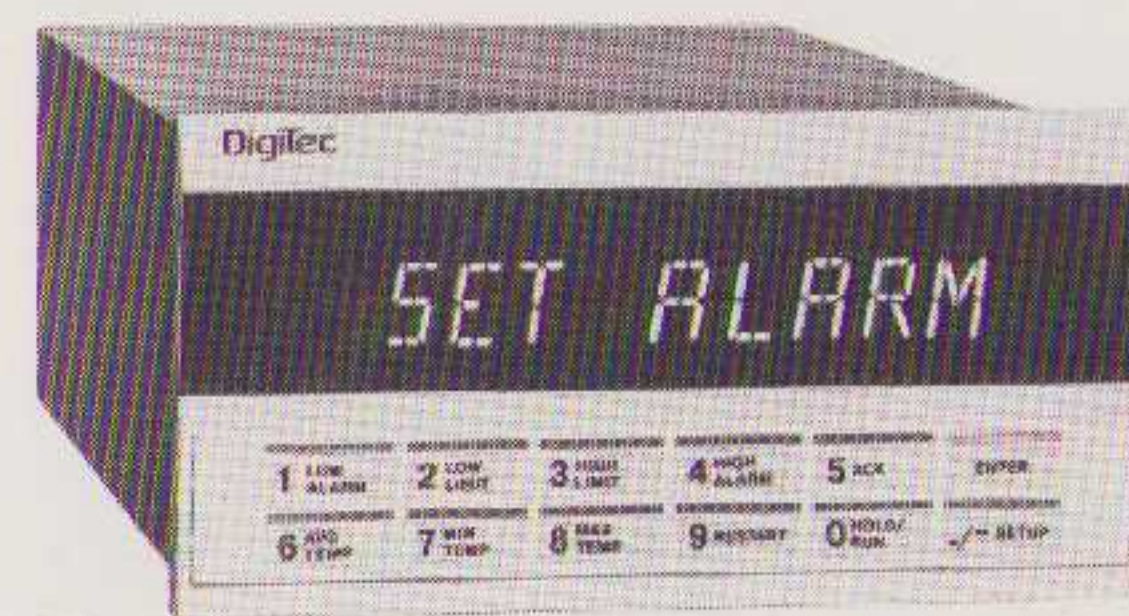 DigiTec
SET ALARM
1 LOW ALARM 2 LOW LIMIT 3 HIGH LIMIT 4 HIGH ALARM 5 ACK ENTER
6 AVG TEMP 7 MIN TEMP 8 MAX TEMP 9 RESTART 0 HOLD/RUN ./- SETUP